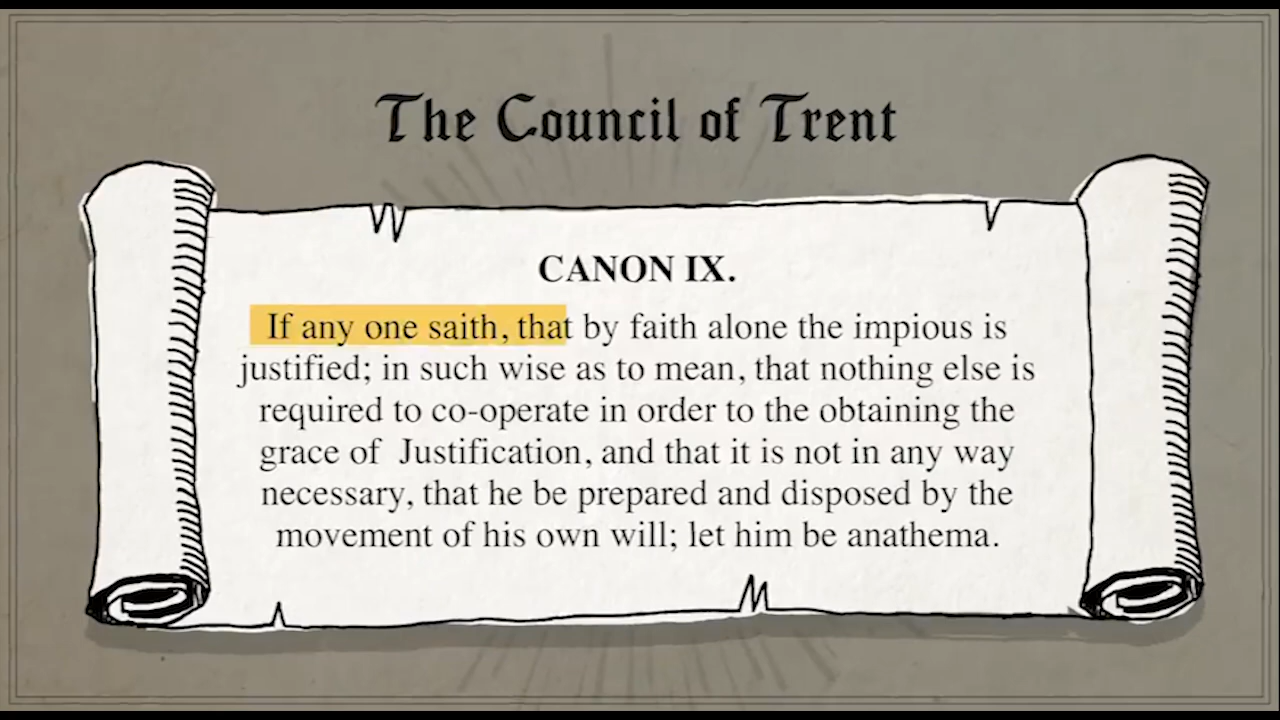 The Council of Trent
CANON IX.
If any one saith, that by faith alone the impious is
justified; in such wise as to mean, that nothing else is
required to co-operate in order to the obtaining the
grace of Justification, and that it is not in any way
necessary, that he be prepared and disposed by the
movement of his own will; let him be anathema.